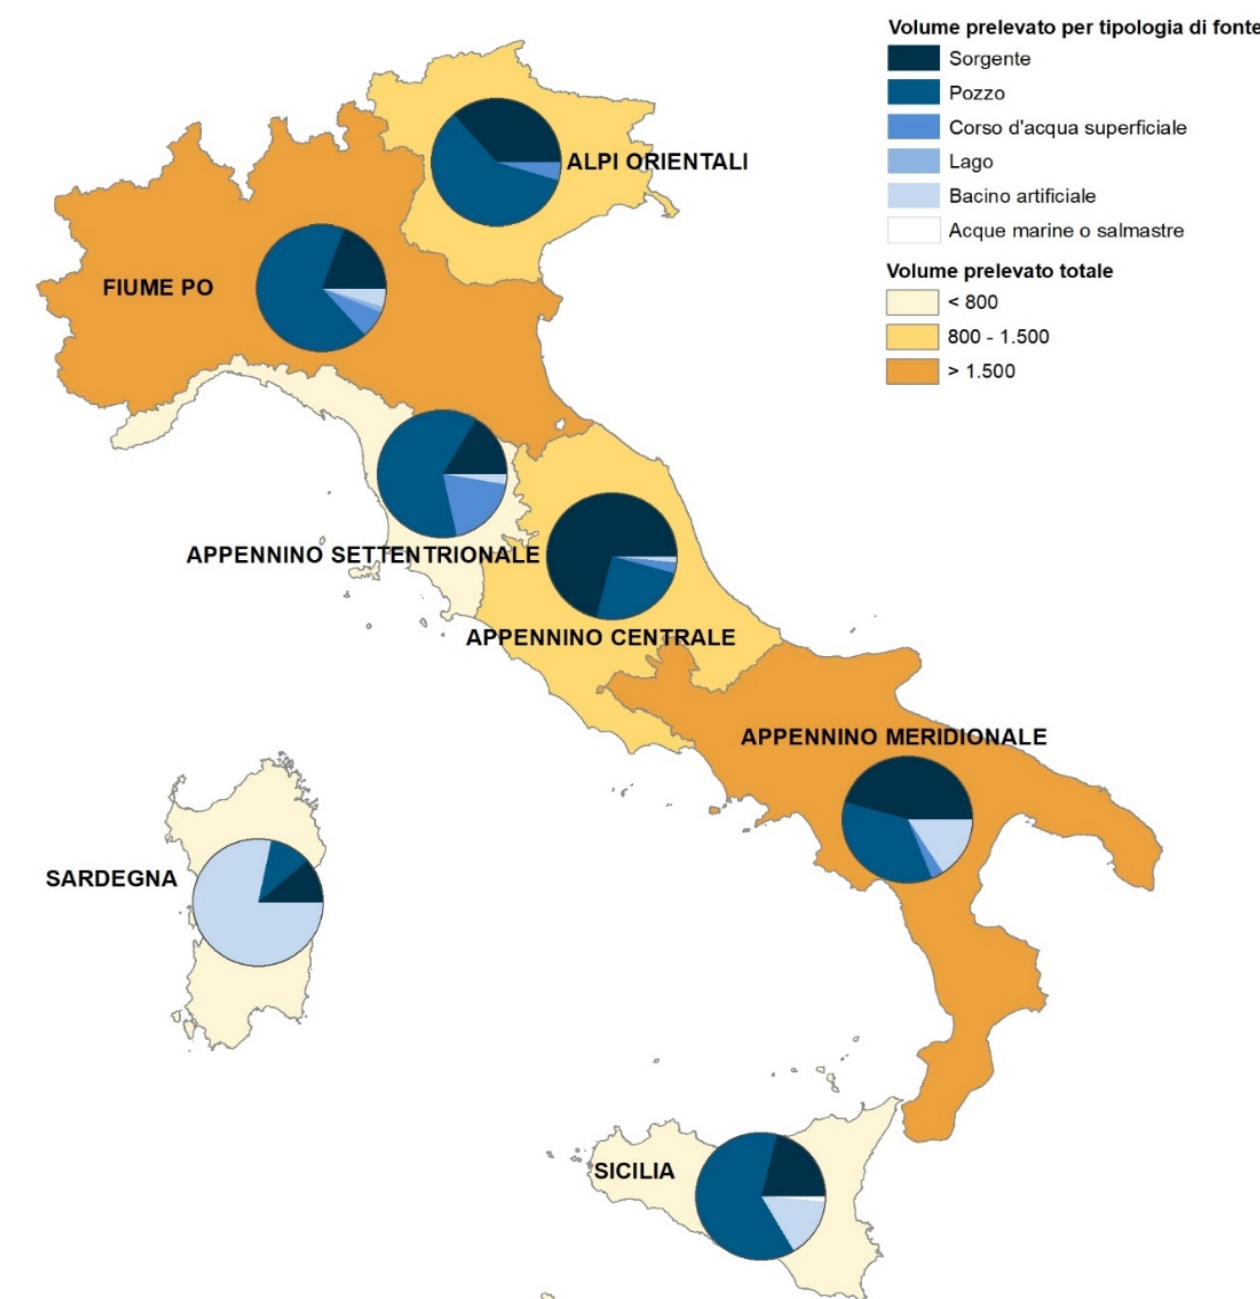 Volume prelevato per tipologia di fonte
Sorgente
Pozzo
Corso d'acqua superficiale
Lago
Bacino artificiale
Acque marine o salmastre
Volume prelevato totale
< 800
800 - 1.500
> 1.500
ALPI ORIENTALI
FIUME PO
APPENNINO SETTENTRIONALE
APPENNINO CENTRALE
APPENNINO MERIDIONALE
SARDEGNA
SICILIA